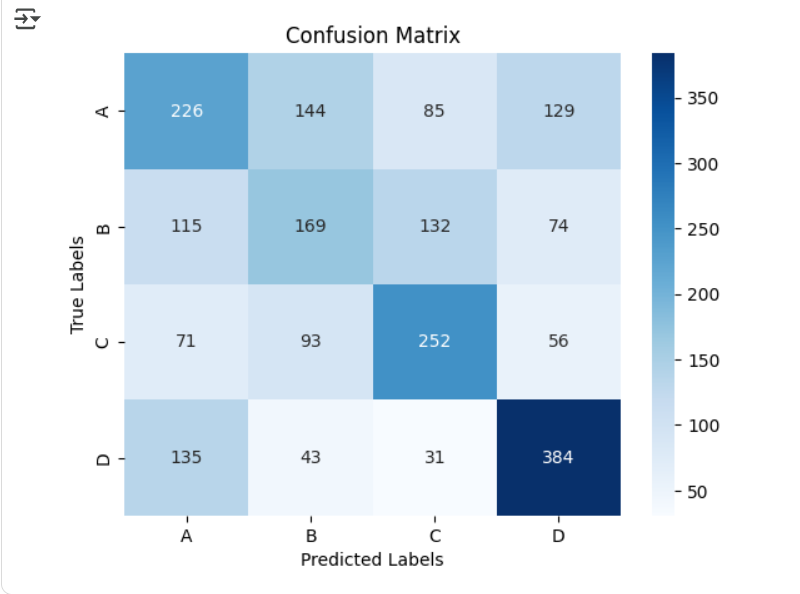 Confusion Matrix
A 226 144 85 129
B 115 169 132 74
C 71 93 252 56
D 135 43 31 384
A B C D
Predicted Labels
True Labels
350
300
250
200
150
100
50